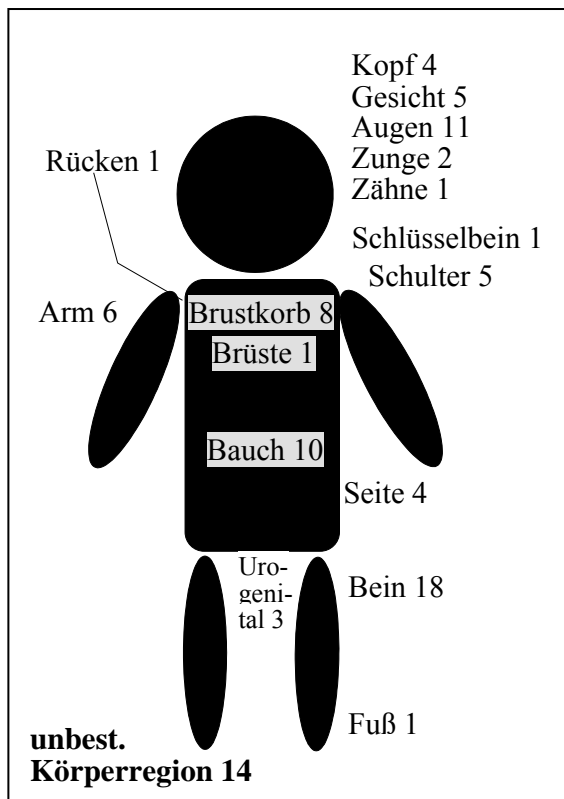 Kopf 4
Gesicht 5
Augen 11
Zunge 2
Zähne 1
Rücken 1
Schlüsselbein 1
Schulter 5
Arm 6
Brustkorb 8
Brüste 1
Bauch 10
Seite 4
Uro-
geni-
tal 3
Bein 18
Fuß 1
unbest.
Körperregion 14